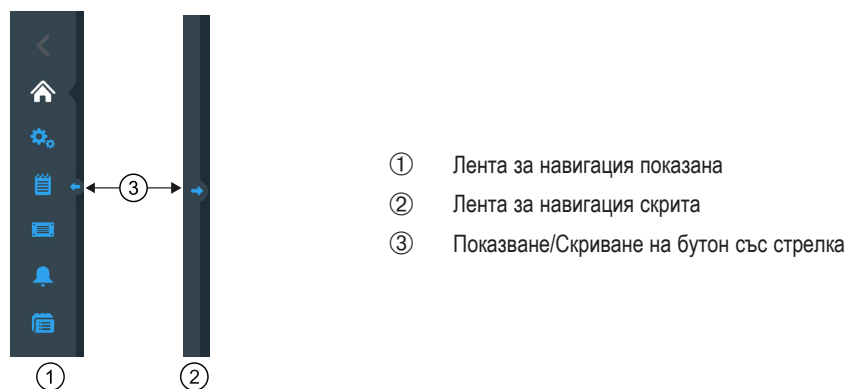 ③
① Лента за навигация показана
② Лента за навигация скрита
③ Показване/Скриване на бутон със стрелка
① ②